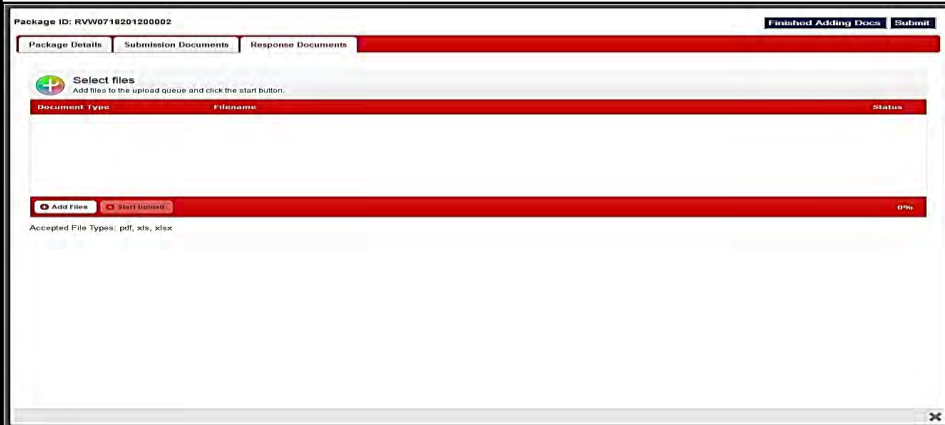 Package ID: RVW0718201200002
Finished Adding Docs Submit
Package Details Submission Documents Response Documents
Select files
Add files to the upload queue and click the start button.
Document Type Filename Status
Add Files Start Upload 0%
Accepted File Types: pdf, xls, xlsx